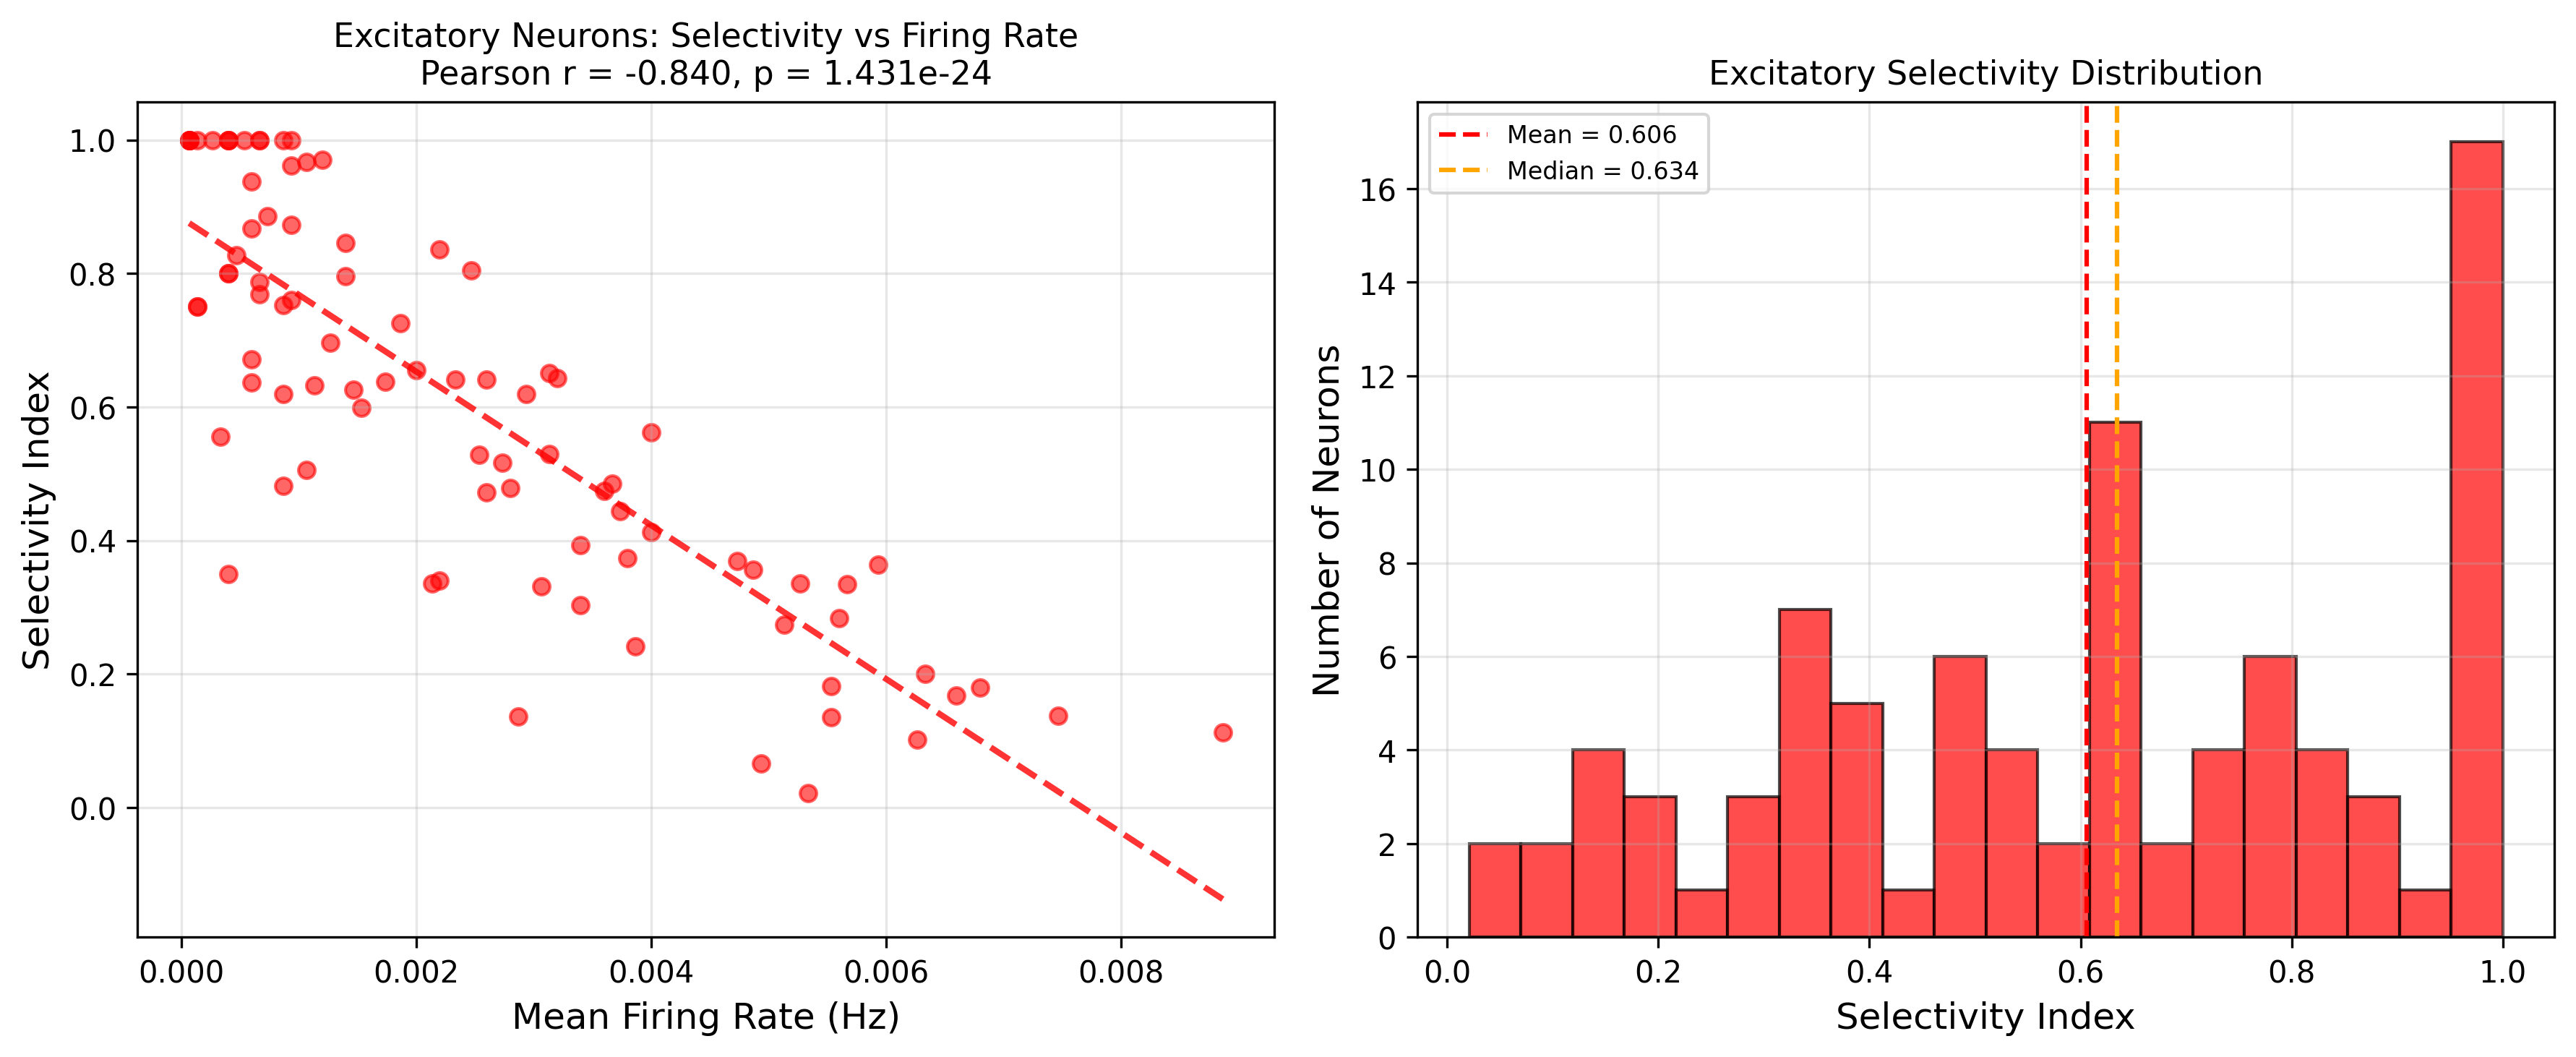 Excitatory Neurons: Selectivity vs Firing Rate
Pearson r = -0.840, p = 1.431e-24
Selectivity Index
1.0
0.8
0.6
0.4
0.2
0.0
0.000 0.002 0.004 0.006 0.008
Mean Firing Rate (Hz)
Excitatory Selectivity Distribution
Mean = 0.606
Median = 0.634
Number of Neurons
16
14
12
10
8
6
4
2
0
0.0 0.2 0.4 0.6 0.8 1.0
Selectivity Index